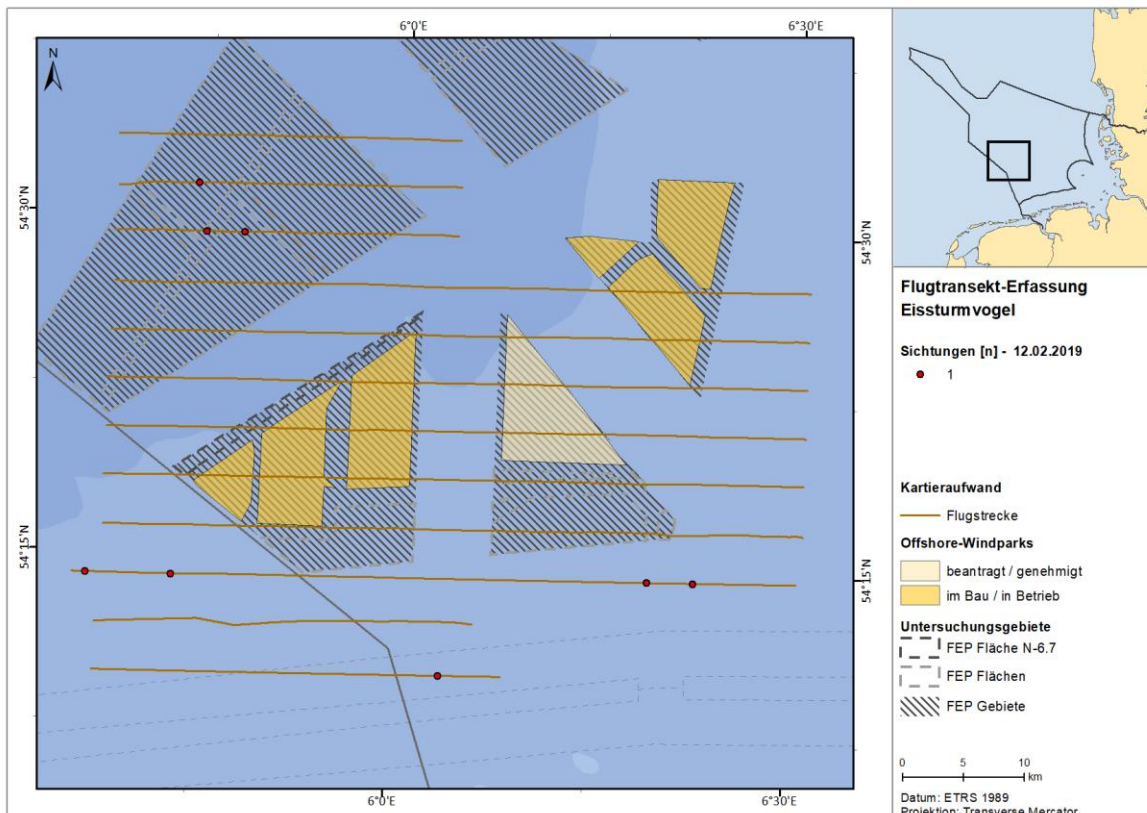 6°0'E
6°30'E
N
54°30'N
54°30'N
54°15'N
54°15'N
6°0'E
6°30'E
Flugtransekt-Erfassung
Eissturmvogel
Sichtungen [n] - 12.02.2019
1
Kartieraufwand
Flugstrecke
Offshore-Windparks
beantragt / genehmigt
im Bau / in Betrieb
Untersuchungsgebiete
FEP Fläche N-6.7
FEP Flächen
FEP Gebiete
0 5 10
km
Datum: ETRS 1989
Projektion: Transverse Mercator